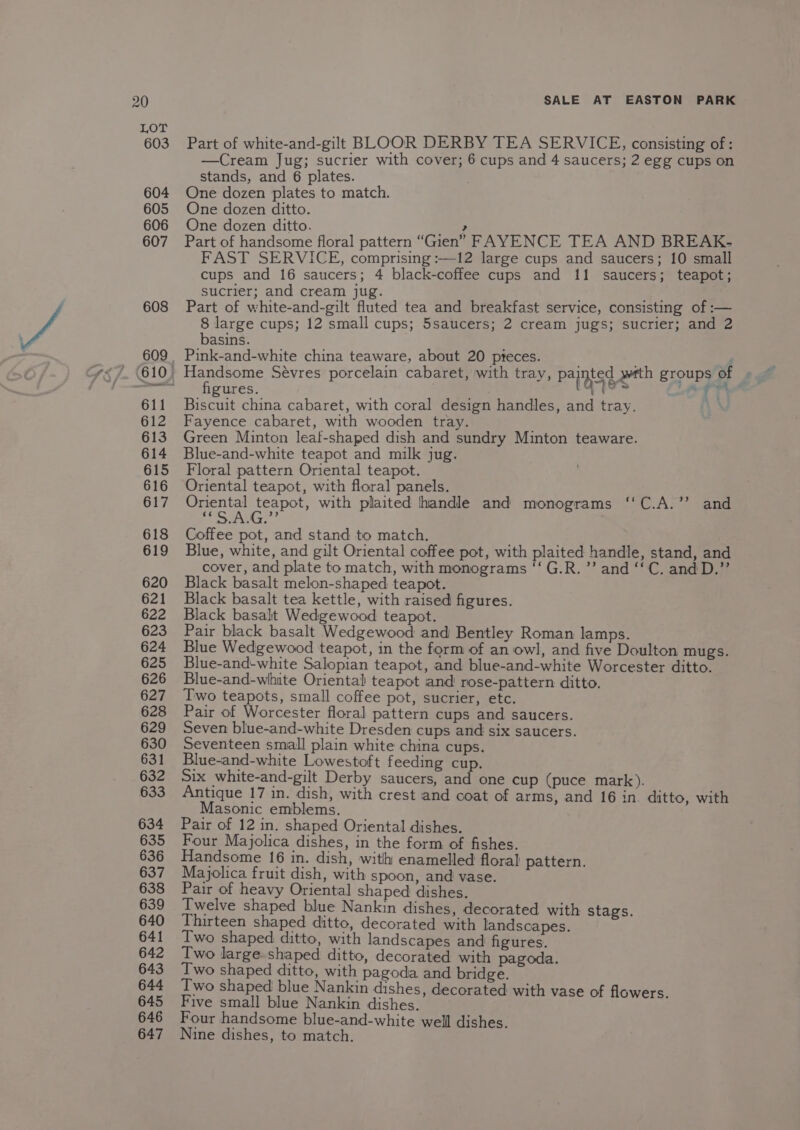 20 SALE AT EASTON PARK
LOT
603 Part of white-and-gilt BLOOR DERBY TEA SERVICE, consisting of:
—Cream Jug; sucrier with cover; 6 cups and 4 saucers; 2 egg cups on
stands, and 6 plates.
604 One dozen plates to match.
605 One dozen ditto.
606 One dozen ditto.
607 Part of handsome floral pattern “Gien” FAYENCE TEA AND BREAK-
FAST SERVICE, comprising:—12 large cups and saucers; 10 small
cups and 16 saucers; 4 black-coffee cups and 11 saucers; teapot;
sucrier; and cream jug.
608 Part of white-and-gilt fluted tea and breakfast service, consisting of:—
8 large cups; 12 small cups; 5saucers; 2 cream jugs; sucrier; and 2
basins.
609 Pink-and-white china teaware, about 20 pieces.
610 Handsome Sévres porcelain cabaret, with tray, painted with groups of
figures.
611 Biscuit china cabaret, with coral design handles, and tray.
612 Fayence cabaret, with wooden tray.
613 Green Minton leaf-shaped dish and sundry Minton teaware.
614 Blue-and-white teapot and milk jug.
615 Floral pattern Oriental teapot.
616 Oriental teapot, with floral panels.
617 Oriental teapot, with plaited handle and monograms ‘‘C.A.’’ and
‘‘S.A.G.’’
618 Coffee pot, and stand to match.
619 Blue, white, and gilt Oriental coffee pot, with plaited handle, stand, and
cover, and plate to match, with monograms ‘‘G.R.’’ and ‘‘C. and D.’’
620 Black basalt melon-shaped teapot.
621 Black basalt tea kettle, with raised figures.
622 Black basalt Wedgewood teapot.
623 Pair black basalt Wedgewood and Bentley Roman lamps.
624 Blue Wedgewood teapot, in the form of an owl, and five Doulton mugs.
625 Blue-and-white Salopian teapot, and blue-and-white Worcester ditto.
626 Blue-and-white Oriental teapot and rose-pattern ditto.
627 Two teapots, small coffee pot, sucrier, etc.
628 Pair of Worcester floral pattern cups and saucers.
629 Seven blue-and-white Dresden cups and six saucers.
630 Seventeen small plain white china cups.
631 Blue-and-white Lowestoft feeding cup.
632 Six white-and-gilt Derby saucers, and one cup (puce mark).
633 Antique 17 in. dish, with crest and coat of arms, and 16 in ditto, with
Masonic emblems.
634 Pair of 12 in. shaped Oriental dishes.
635 Four Majolica dishes, in the form of fishes.
636 Handsome 16 in. dish, with enamelled floral pattern.
637 Majolica fruit dish, with spoon, and vase.
638 Pair of heavy Oriental shaped dishes.
639 Twelve shaped blue Nankin dishes, decorated with stags.
640 Thirteen shaped ditto, decorated with landscapes.
641 Two shaped ditto, with landscapes and figures.
642 Two large shaped ditto, decorated with pagoda.
643 Two shaped ditto, with pagoda and bridge.
644 Two shaped blue Nankin dishes, decorated with vase of flowers.
645 Five small blue Nankin dishes.
646 Four handsome blue-and-white well dishes.
647 Nine dishes, to match.